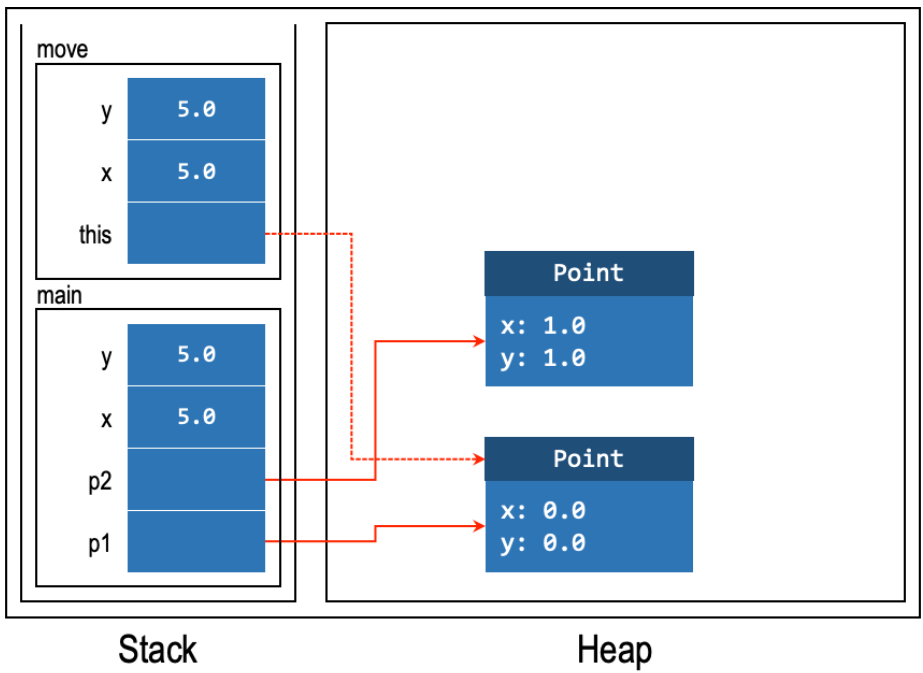 move
y 5.0
x 5.0
this
main
y 5.0
x 5.0
p2
p1
Point
x: 1.0
y: 1.0
Point
x: 0.0
y: 0.0
Stack
Heap